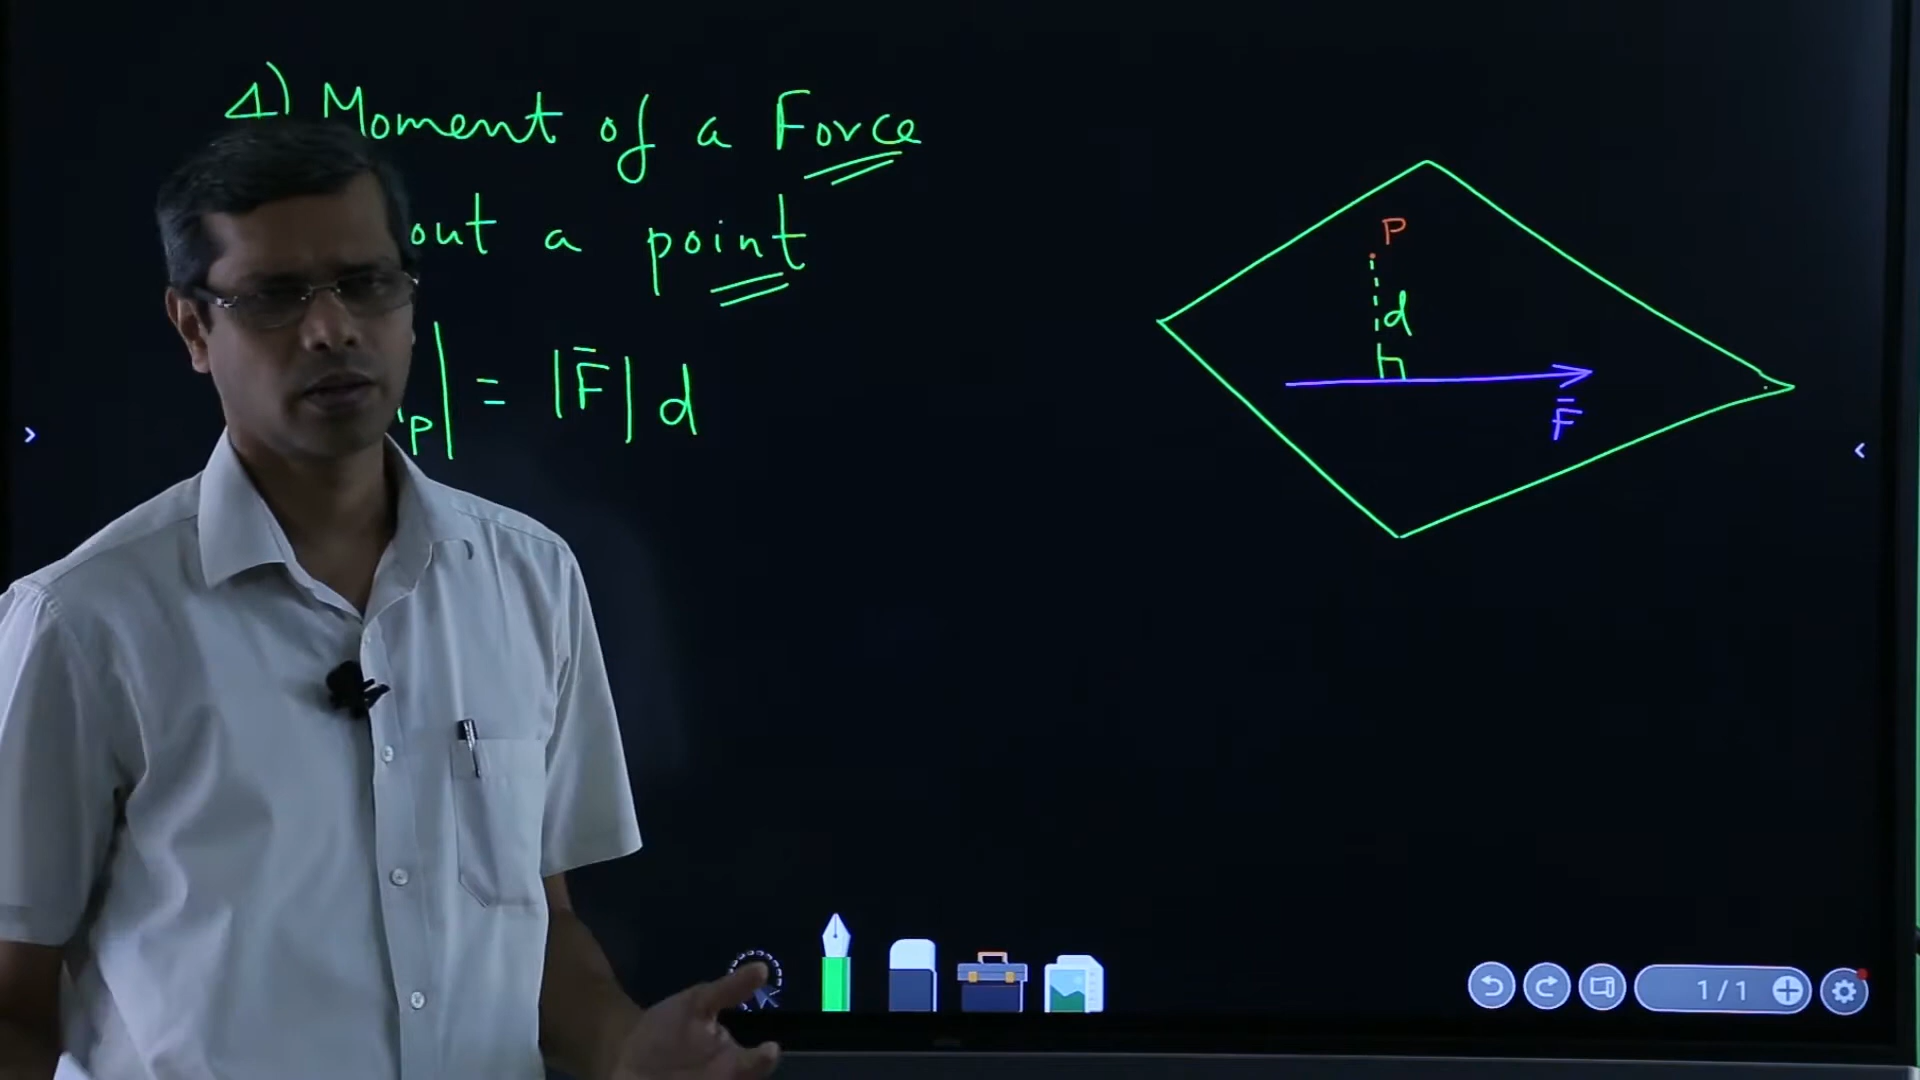 4) Moment of a Force
out a point
P| = |F̄| d
P
d
F̄
1/1